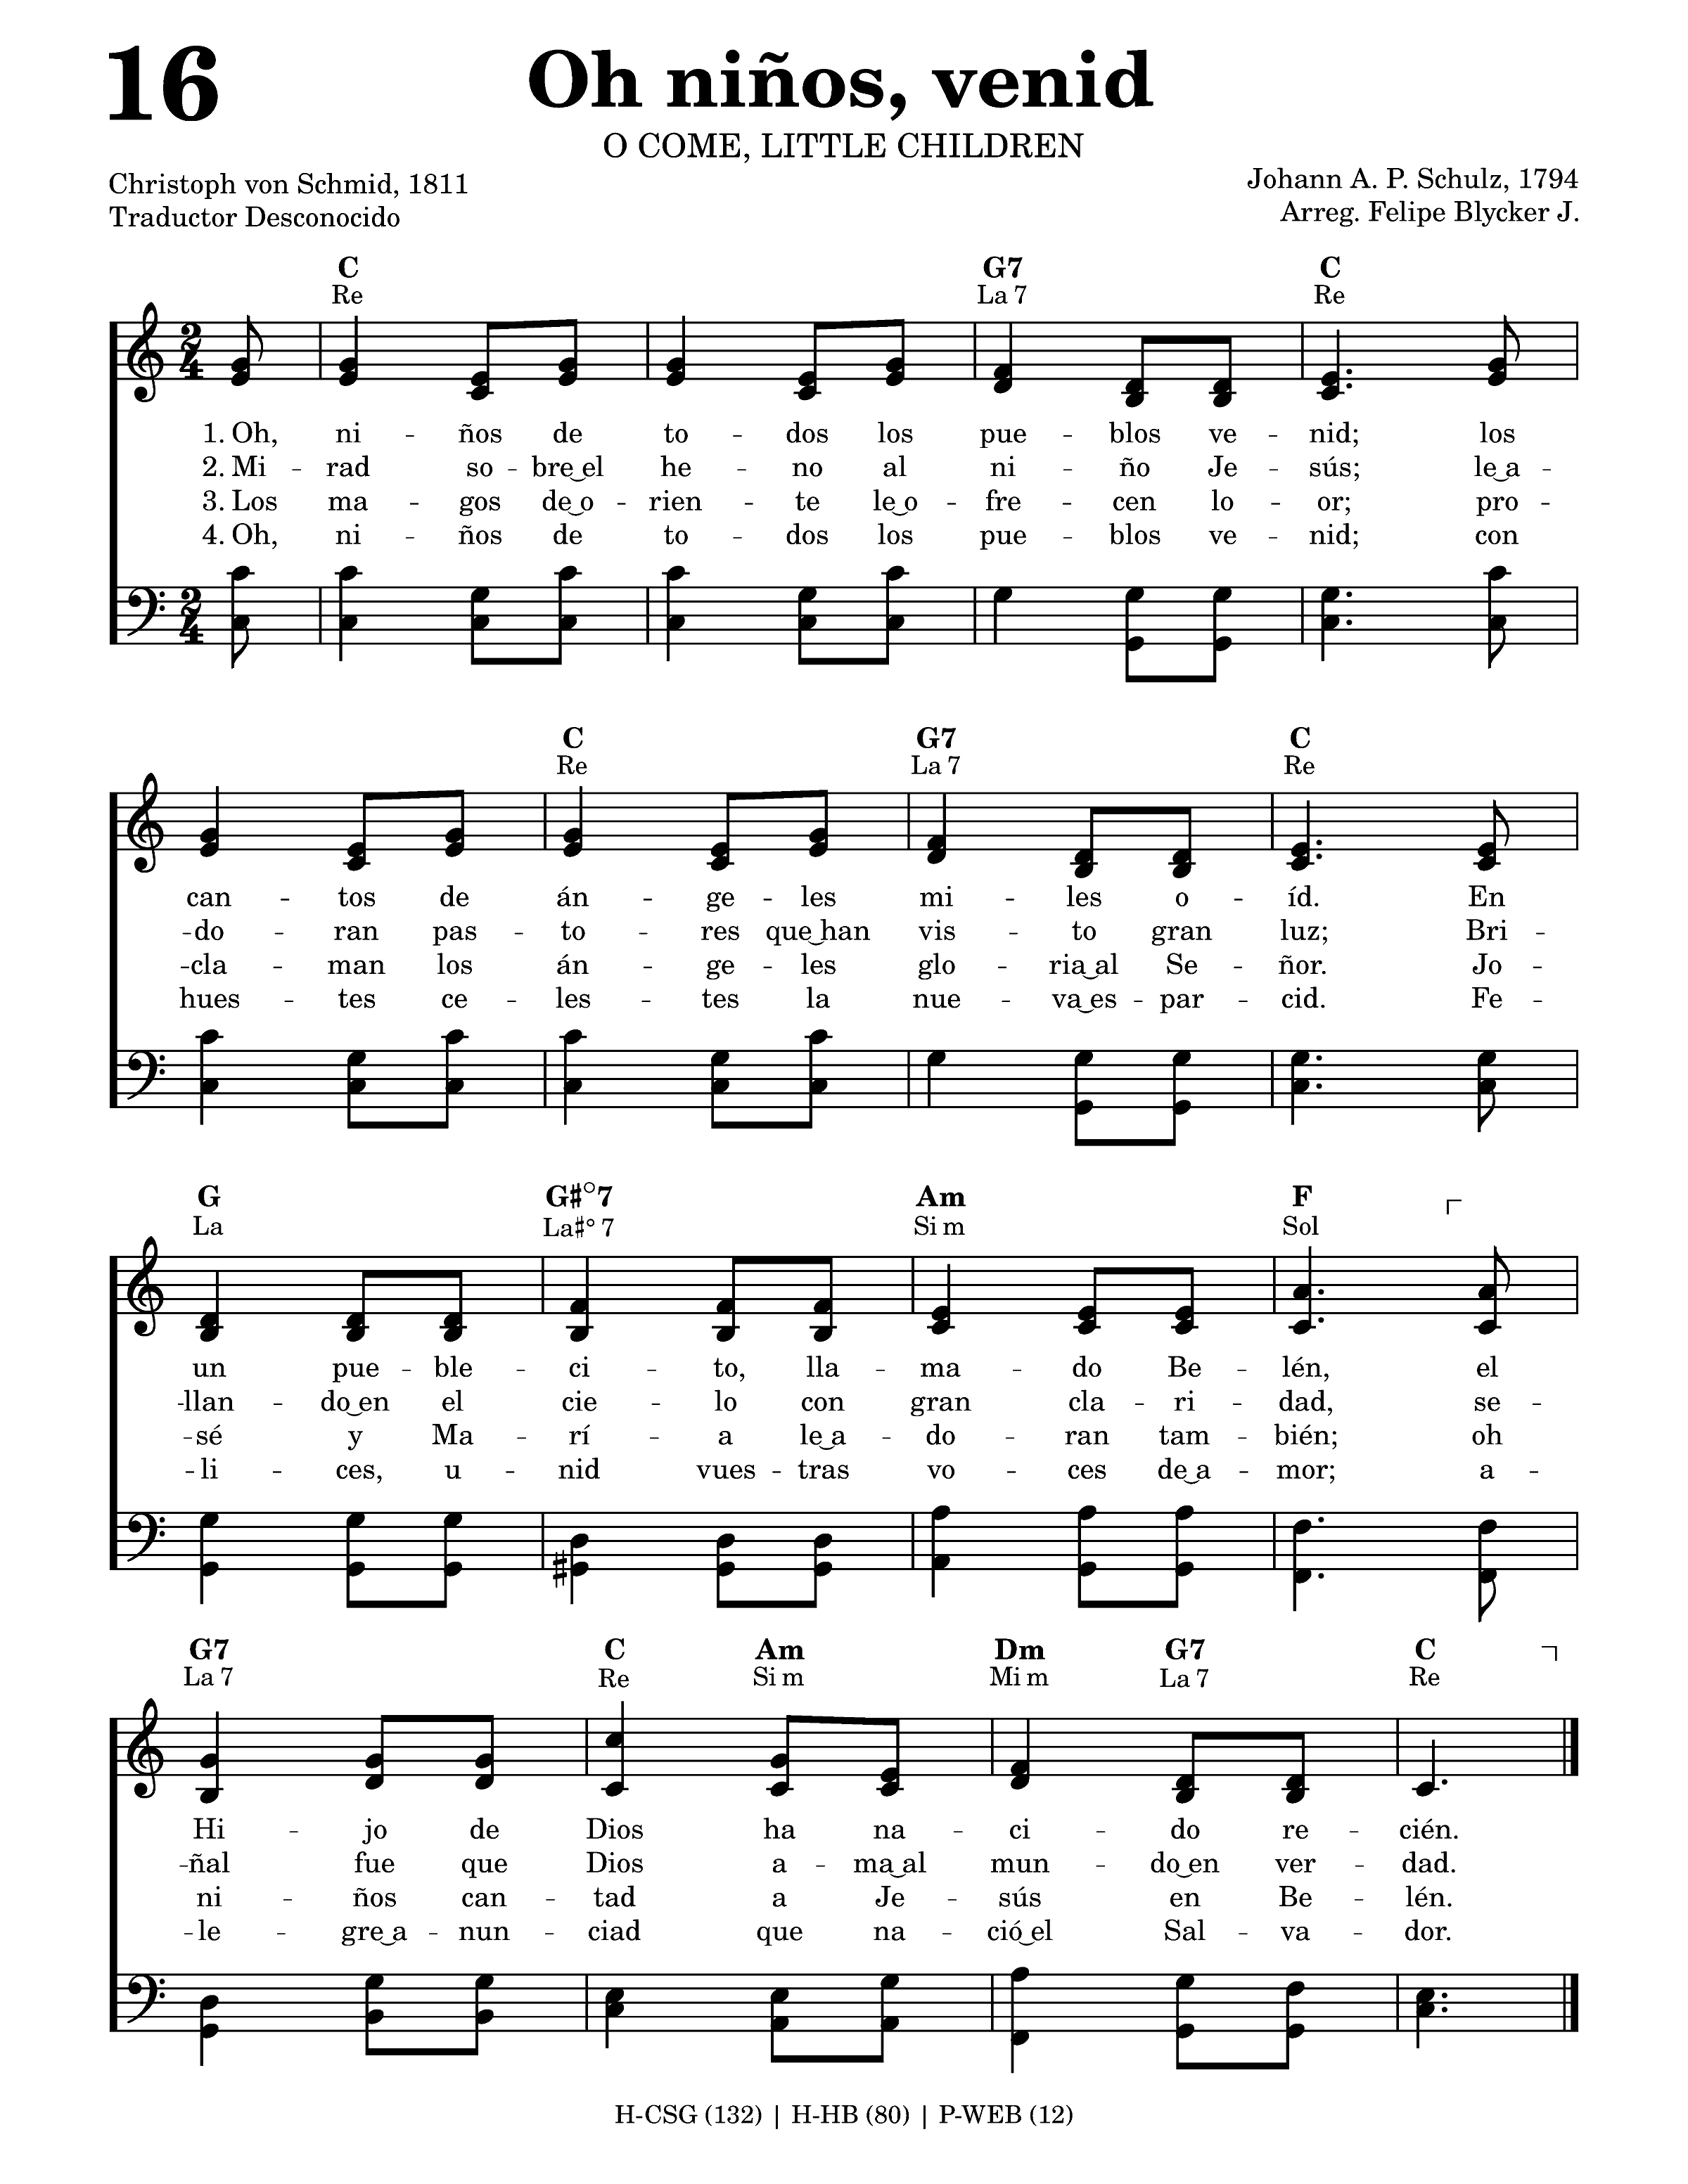 16
Oh niños, venid
O COME, LITTLE CHILDREN
Christoph von Schmid, 1811
Traductor Desconocido
Johann A. P. Schulz, 1794
Arreg. Felipe Blycker J.
C G7 C
Re La 7 Re
2 4
1. Oh, ni - ños de to - dos los pue - blos ve - nid; los
2. Mi - rad so - bre‿el he - no al ni - ño Je - sús; le‿a -
3. Los ma - gos de‿o - rien - te le‿o - fre - cen lo - or; pro -
4. Oh, ni - ños de to - dos los pue - blos ve - nid; con
2 4
C G7 C
Re La 7 Re
can - tos de án - ge - les mi - les o - íd. En
- do - ran pas - to - res que‿han vis - to gran luz; Bri -
- cla - man los án - ge - les glo - ria‿al Se - ñor. Jo -
hues - tes ce - les - tes la nue - va‿es - par - cid. Fe -
G G#°7 Am F
La La#° 7 Si m Sol
un pue - ble - ci - to, lla - ma - do Be - lén, el
- llan - do‿en el cie - lo con gran cla - ri - dad, se -
- sé y Ma - rí - a le‿a - do - ran tam - bién; oh
- li - ces, u - nid vues - tras vo - ces de‿a - mor; a -
G7 C Am Dm G7 C
La 7 Re Si m Mi m La 7 Re
Hi - jo de Dios ha na - ci - do re - cién.
- ñal fue que Dios a - ma‿al mun - do‿en ver - dad.
ni - ños can - tad a Je - sús en Be - lén.
- le - gre‿a - nun - ciad que na - ció‿el Sal - va - dor.
H-CSG (132) | H-HB (80) | P-WEB (12)